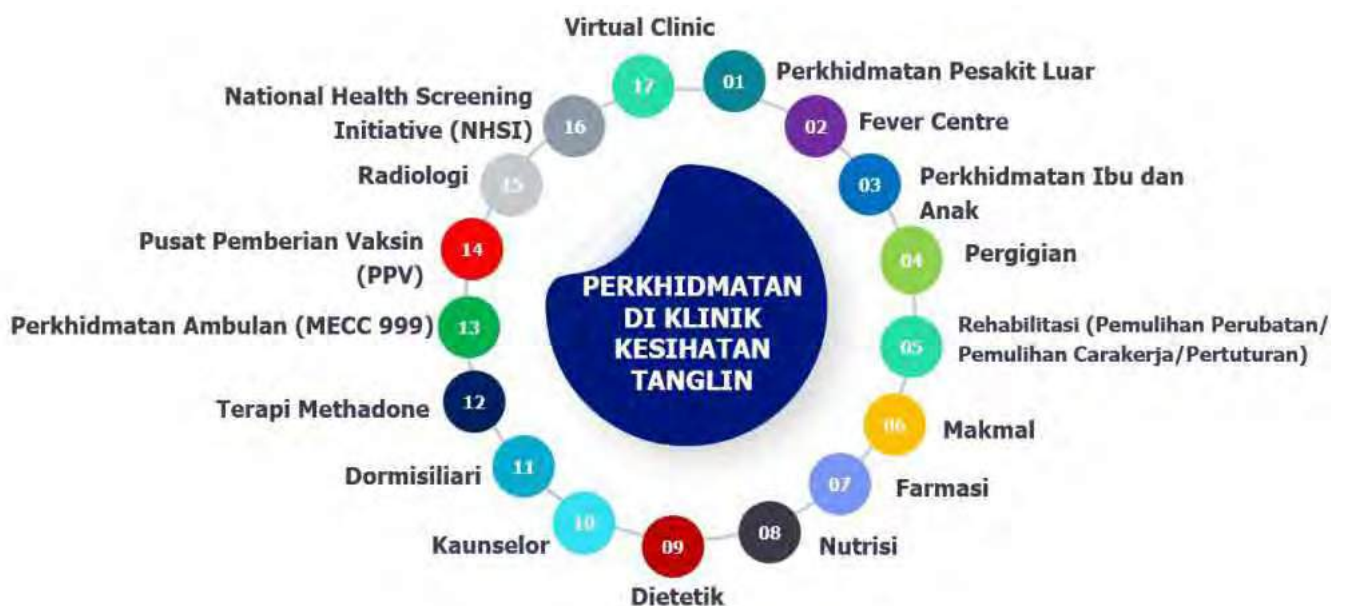 PERKHIDMATAN
DI KLINIK
KESIHATAN
TANGLIN
01
Perkhidmatan Pesakit Luar
02
Fever Centre
03
Perkhidmatan Ibu dan
Anak
04
Pergigian
05
Rehabilitasi (Pemulihan Perubatan/
Pemulihan Carakerja/Pertuturan)
06
Makmal
07
Farmasi
08
Nutrisi
09
Dietetik
10
Kaunselor
11
Dormisiliari
12
Terapi Methadone
13
Perkhidmatan Ambulan (MECC 999)
14
Pusat Pemberian Vaksin
(PPV)
15
Radiologi
16
National Health Screening
Initiative (NHSI)
17
Virtual Clinic